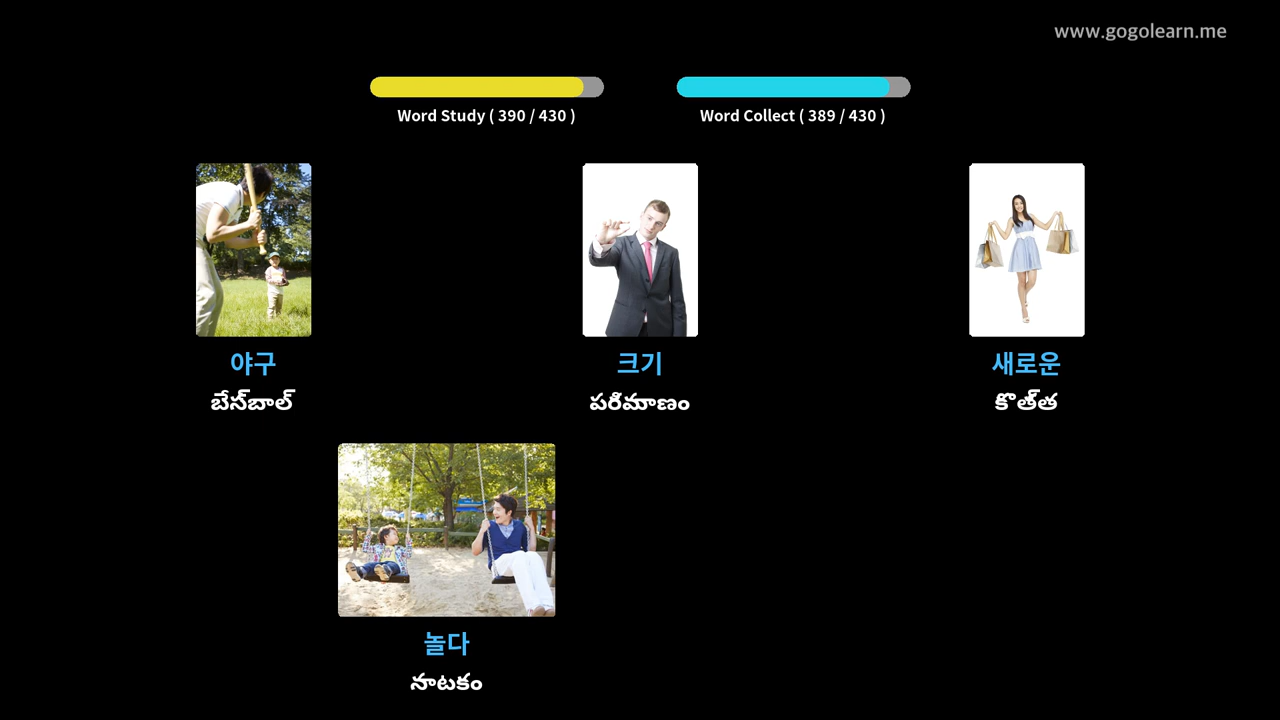 www.gogolearn.me
Word Study ( 390 / 430 )
Word Collect ( 389 / 430 )
야구
బేస్‌బాల్
크기
పరిమాణం
새로운
కొత్త
놀다
నాటకం